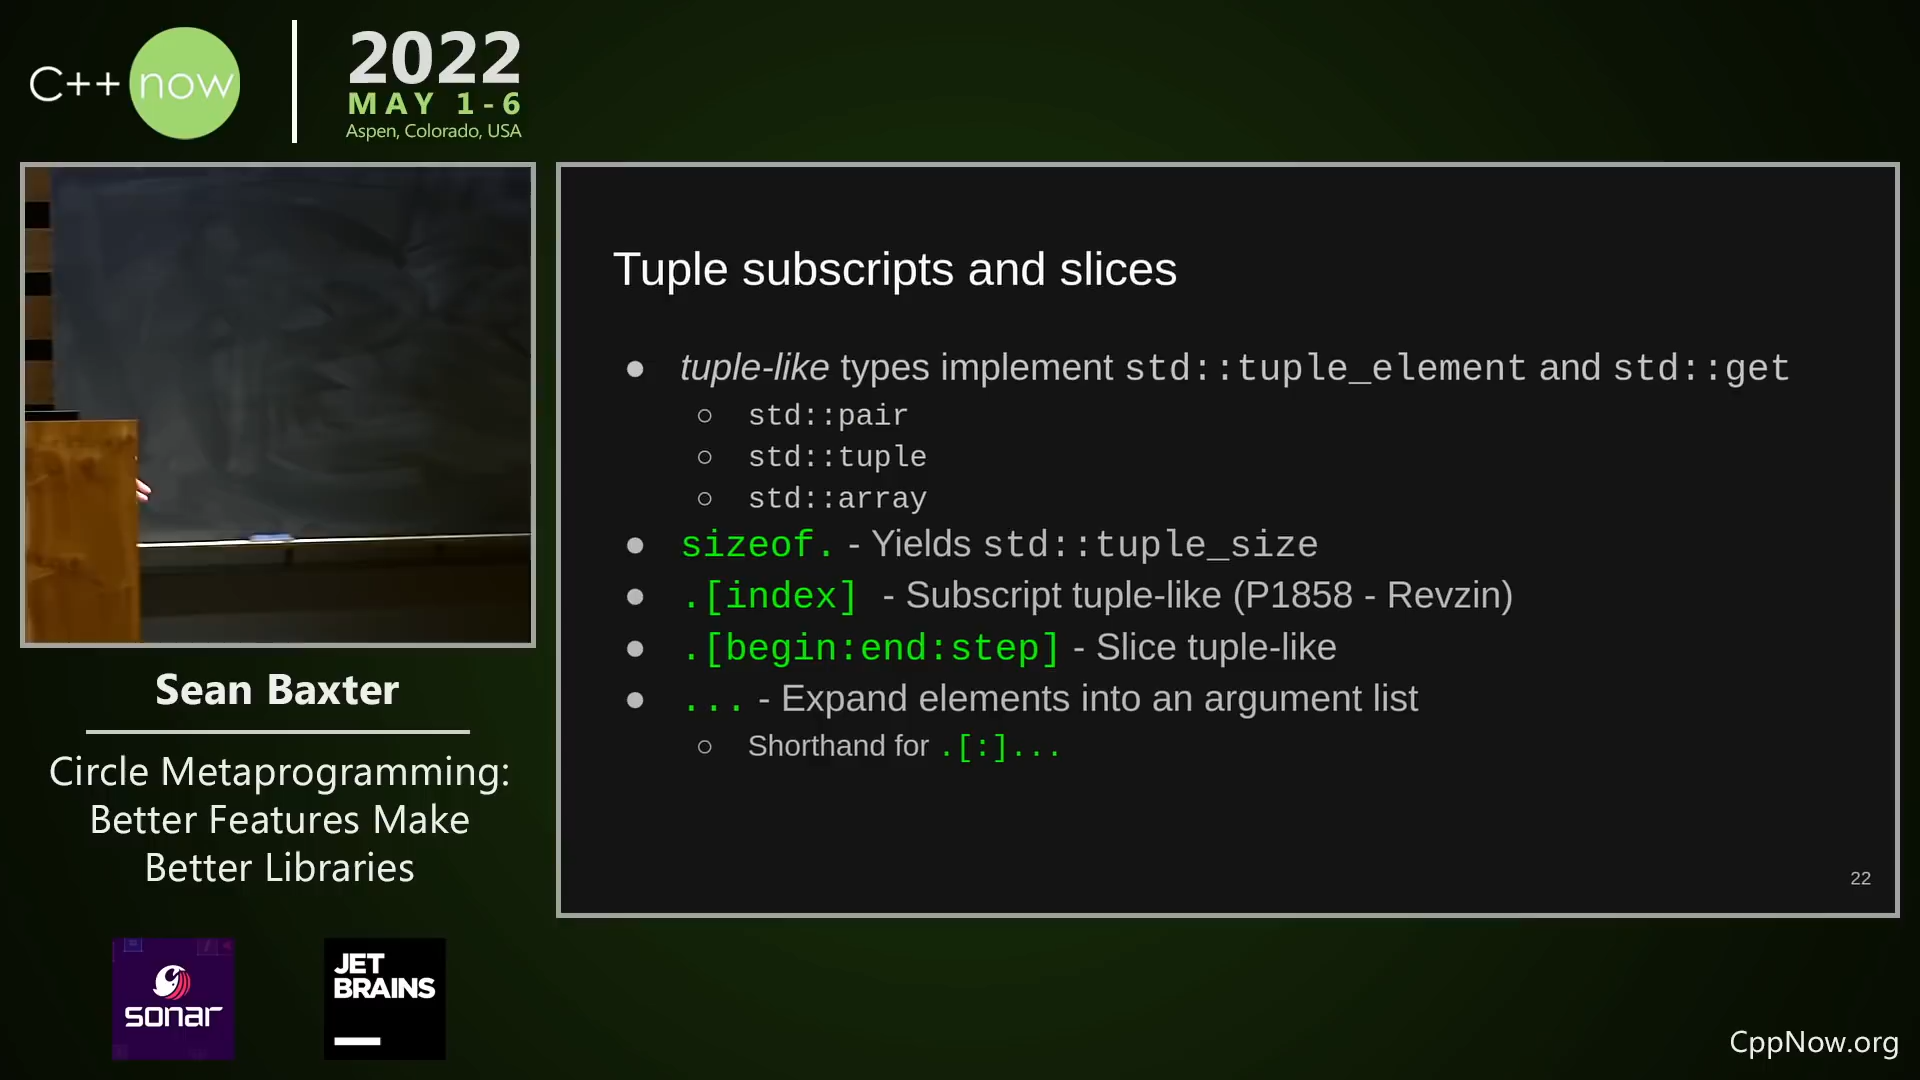 C++ now
2022
MAY 1-6
Aspen, Colorado, USA
Tuple subscripts and slices
● tuple-like types implement std::tuple_element and std::get
○ std::pair
○ std::tuple
○ std::array
● sizeof. - Yields std::tuple_size
● .[index] - Subscript tuple-like (P1858 - Revzin)
● .[begin:end:step] - Slice tuple-like
● ... - Expand elements into an argument list
○ Shorthand for .[:]...
22
Sean Baxter
Circle Metaprogramming:
Better Features Make
Better Libraries
sonar
JET
BRAINS
CppNow.org